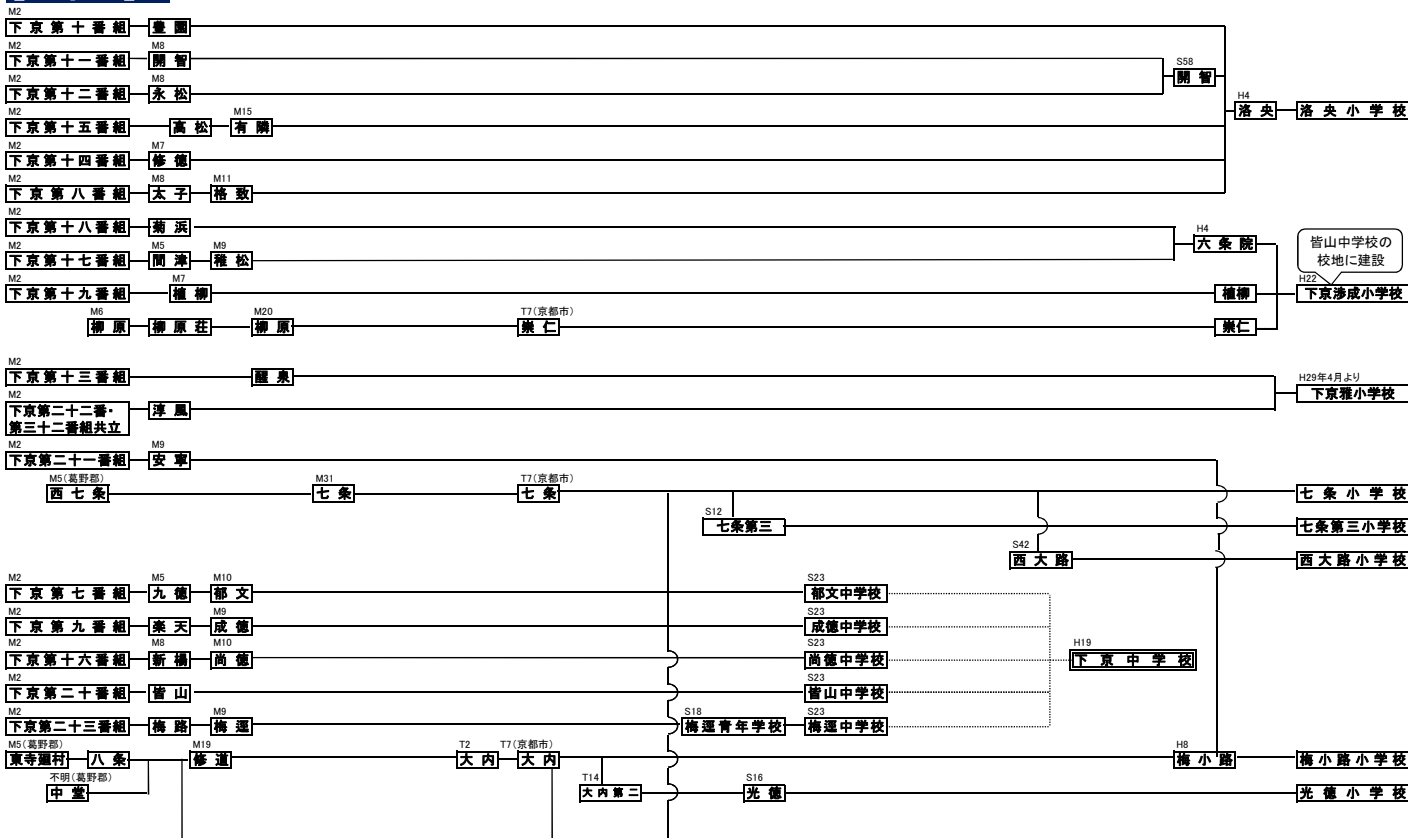 M2
下京第十番組 豊園
M2 M8
下京第十一番組 開智
S58
開智
M2 M8
下京第十二番組 永松
H4
洛央 洛央小学校
M2 M15
下京第十五番組 高松 有隣
M2 M7
下京第十四番組 修徳
M2 M8 M11
下京第八番組 太子 格致
M2
下京第十八番組 菊浜
H4
六条院
皆山中学校の
校地に建設
M2 M5 M9
下京第十七番組 間津 稚松
M2 M7 H22
下京第十九番組 植柳 植柳 下京渉成小学校
M6 M20 T7(京都市)
柳原 柳原荘 柳原 崇仁 崇仁
M2
下京第十三番組 醒泉
H29年4月より
下京雅小学校
M2
下京第二十二番・
第三十二番組共立
淳風
M2 M9
下京第二十一番組 安寧
M5(葛野郡) M31 T7(京都市)
西七条 七条 七条 七条小学校
S12
七条第三 七条第三小学校
S42
西大路 西大路小学校
M2 M5 M10 S23
下京第七番組 九徳 郁文 郁文中学校
M2 M9 S23
下京第九番組 楽天 成徳 成徳中学校
M2 M8 M10 S23 H19
下京第十六番組 新橋 尚徳 尚徳中学校 下京中学校
M2 S23
下京第二十番組 皆山 皆山中学校
M2 M9 S18 S23
下京第二十三番組 梅路 梅逕 梅逕青年学校 梅逕中学校
M5(葛野郡) M19 T2 T7(京都市) H8
東寺廻村 八条 修道 大内 大内 梅小路 梅小路小学校
不明(葛野郡) T14 S16
中堂 大内第二 光徳 光徳小学校